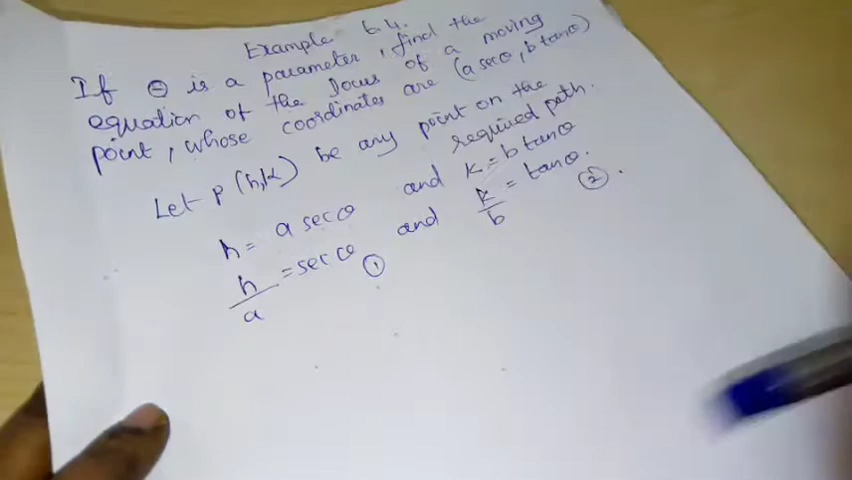 Example 6.4.
If θ is a parameter, find the
equation of the locus of a moving
point, whose coordinates are (a secθ, b tanθ)
Let P(h,k) be any point on the
required path.
h = a secθ and k = b tanθ
h/a = secθ ① and k/b = tanθ. ②.